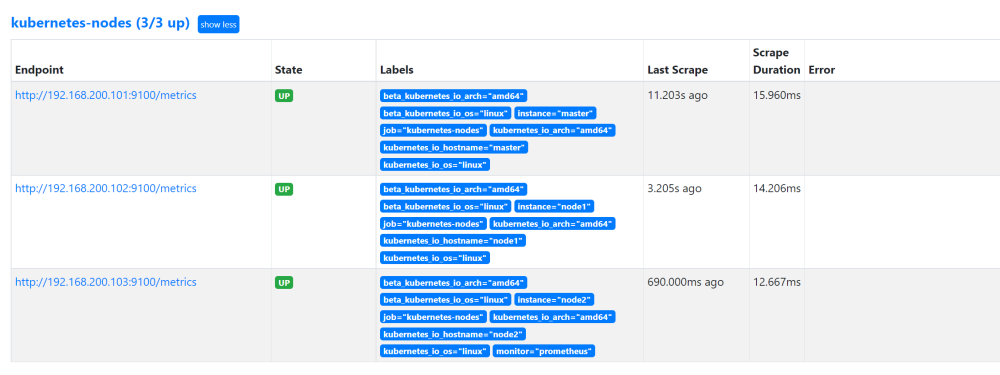 kubernetes-nodes (3/3 up) show less
Endpoint State Labels Last Scrape Scrape Duration Error
http://192.168.200.101:9100/metrics UP beta_kubernetes_io_arch="amd64" 11.203s ago 15.960ms
beta_kubernetes_io_os="linux" instance="master"
job="kubernetes-nodes" kubernetes_io_arch="amd64"
kubernetes_io_hostname="master"
kubernetes_io_os="linux"
http://192.168.200.102:9100/metrics UP beta_kubernetes_io_arch="amd64" 3.205s ago 14.206ms
beta_kubernetes_io_os="linux" instance="node1"
job="kubernetes-nodes" kubernetes_io_arch="amd64"
kubernetes_io_hostname="node1"
kubernetes_io_os="linux"
http://192.168.200.103:9100/metrics UP beta_kubernetes_io_arch="amd64" 690.000ms ago 12.667ms
beta_kubernetes_io_os="linux" instance="node2"
job="kubernetes-nodes" kubernetes_io_arch="amd64"
kubernetes_io_hostname="node2"
kubernetes_io_os="linux" monitor="prometheus"